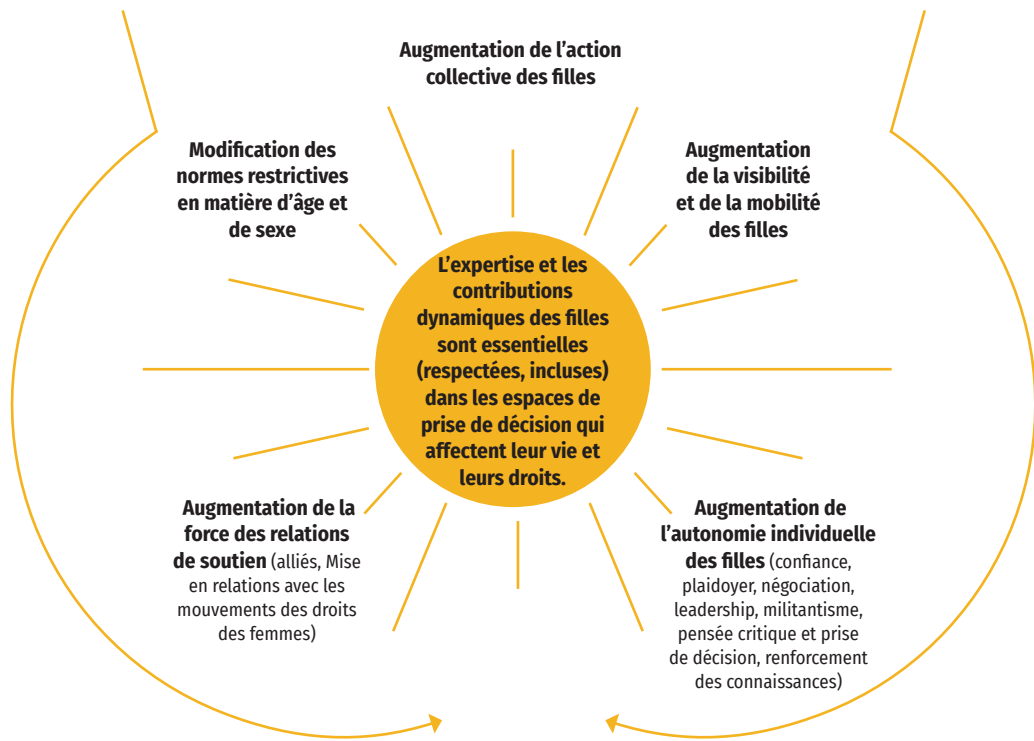 Augmentation de l’action
collective des filles
Modification des
normes restrictives
en matière d’âge et
de sexe
Augmentation
de la visibilité
et de la mobilité
des filles
L’expertise et les
contributions
dynamiques des filles
sont essentielles
(respectées, incluses)
dans les espaces de
prise de décision qui
affectent leur vie et
leurs droits.
Augmentation de la
force des relations
de soutien (alliés, Mise
en relations avec les
mouvements des droits
des femmes)
Augmentation de
l’autonomie individuelle
des filles (confiance,
plaidoyer, négociation,
leadership, militantisme,
pensée critique et prise
de décision, renforcement
des connaissances)